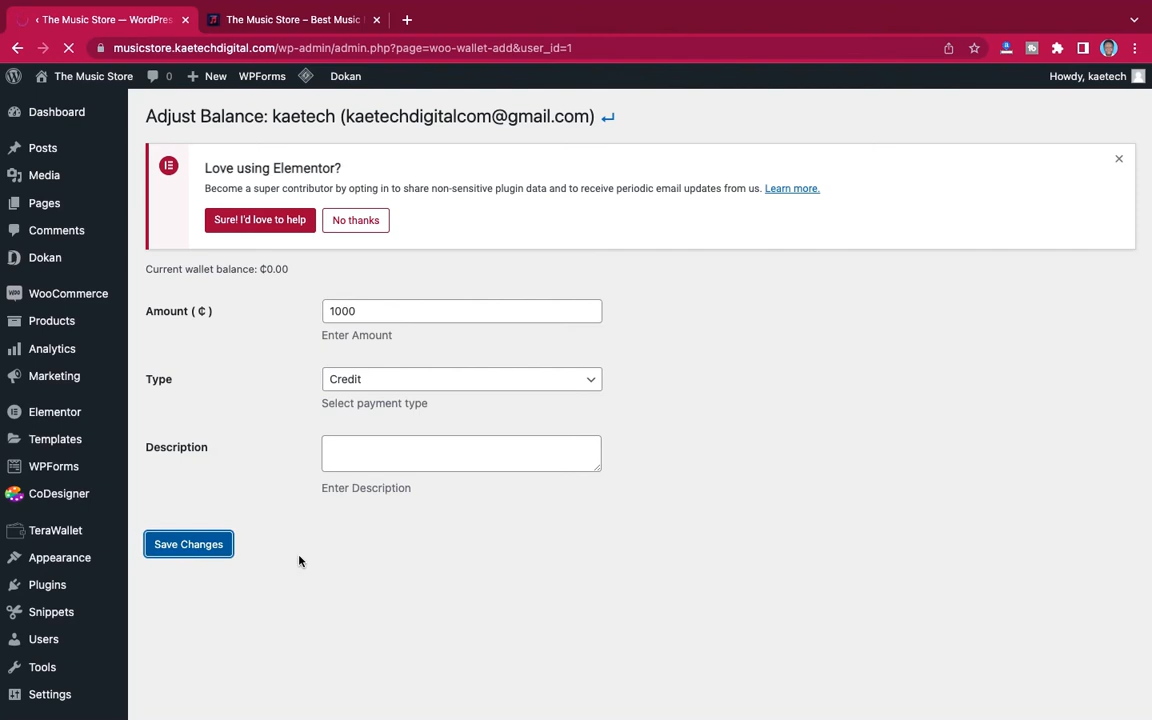 ‹ The Music Store — WordPres
The Music Store – Best Music
musicstore.kaetechdigital.com/wp-admin/admin.php?page=woo-wallet-add&user_id=1
The Music Store
0
New
WPForms
Dokan
Howdy, kaetech
Dashboard
Posts
Media
Pages
Comments
Dokan
WooCommerce
Products
Analytics
Marketing
Elementor
Templates
WPForms
CoDesigner
TeraWallet
Appearance
Plugins
Snippets
Users
Tools
Settings
Adjust Balance: kaetech (kaetechdigitalcom@gmail.com)
Love using Elementor?
Become a super contributor by opting in to share non-sensitive plugin data and to receive periodic email updates from us. Learn more.
Sure! I'd love to help
No thanks
Current wallet balance: ₵0.00
Amount ( ₵ )
1000
Enter Amount
Type
Credit
Select payment type
Description
Enter Description
Save Changes